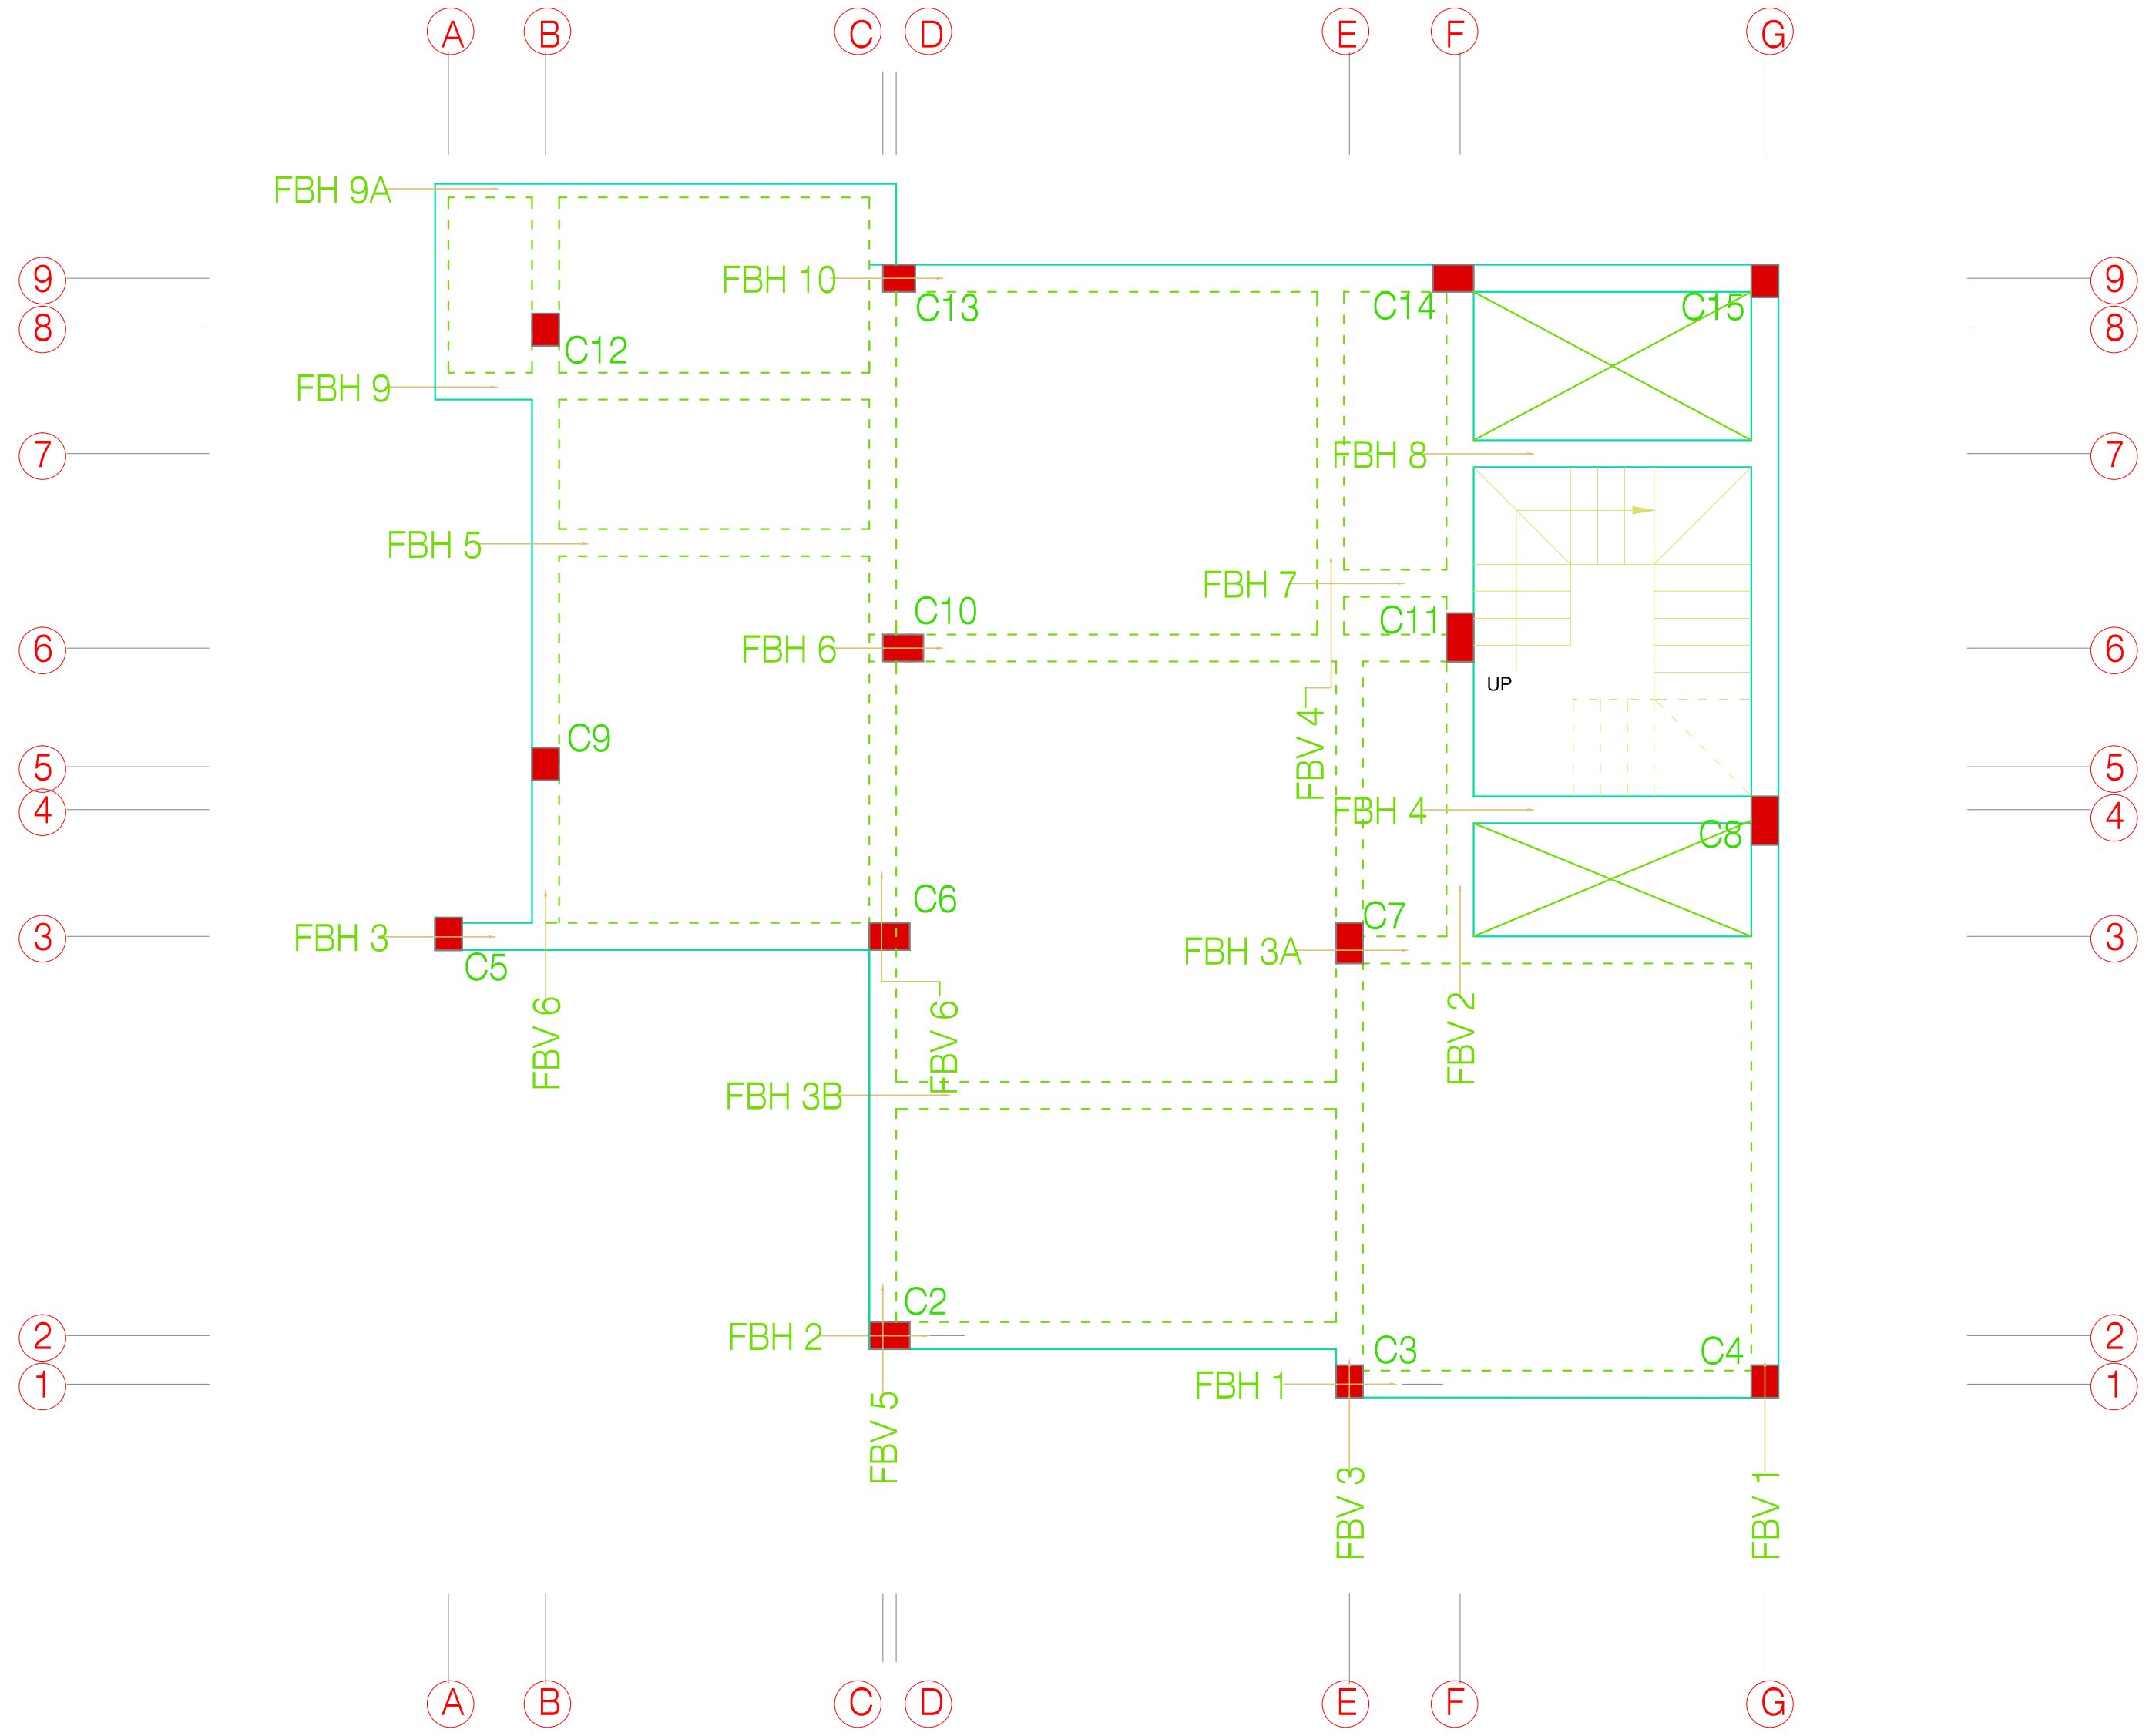 A B C D E F G
FBH 9A
9 FBH 10 9
C13 C14 C15
8 C12 8
FBH 9
7 FBH 8 7
FBH 5
FBH 7
C10 C11
6 FBH 6 6
UP
C9 FBV 4
5 5
4 FBH 4 4
C8
C6 C7
3 FBH 3 FBH 3A 3
C5
FBV 6 FBV 6 FBV 2
FBH 3B
C2
2 FBH 2 2
C3 C4
1 FBH 1 1
FBV 5
FBV 3 FBV 1
A B C D E F G